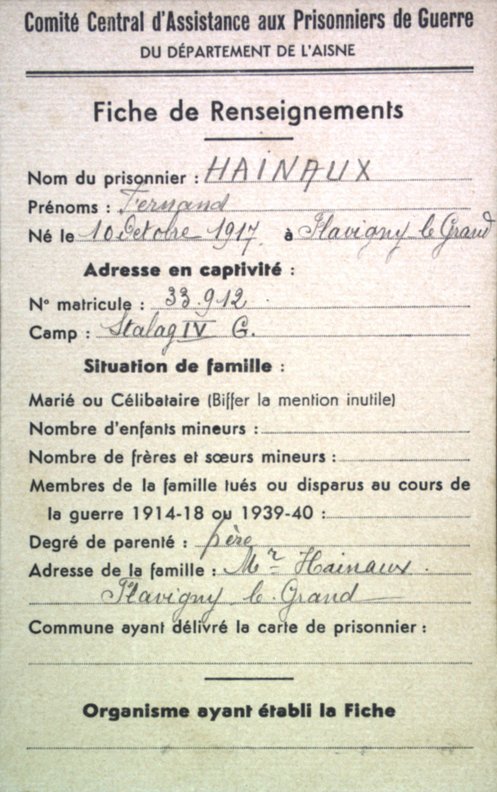 Comité Central d'Assistance aux Prisonniers de Guerre
DU DÉPARTEMENT DE L'AISNE
Fiche de Renseignements
Nom du prisonnier : HAINAUX
Prénoms : Fernand
Né le 10 Octobre 1917 à Flavigny le Grand
Adresse en captivité :
N° matricule : 33.912.
Camp : Stalag IV G.
Situation de famille :
Marié ou Célibataire (Biffer la mention inutile)
Nombre d'enfants mineurs :
Nombre de frères et sœurs mineurs :
Membres de la famille tués ou disparus au cours de
la guerre 1914-18 ou 1939-40 :
Degré de parenté : père
Adresse de la famille : Mr Hainaux.
Flavigny le Grand
Commune ayant délivré la carte de prisonnier :
Organisme ayant établi la Fiche